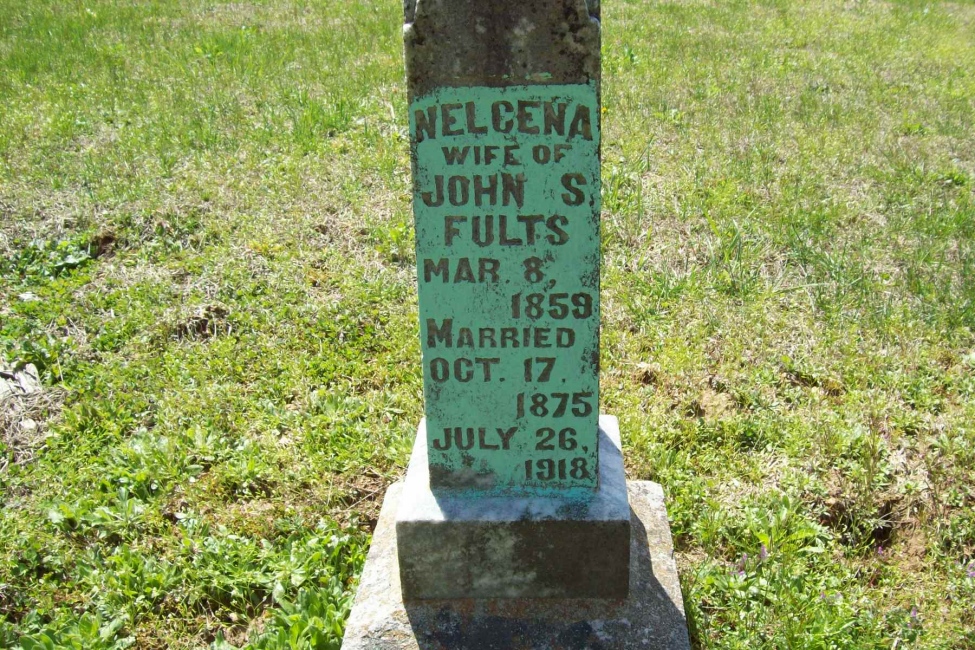 NELCENA
WIFE OF
JOHN S.
FULTS
MAR. 8,
1859
MARRIED
OCT. 17,
1875
JULY 26,
1918